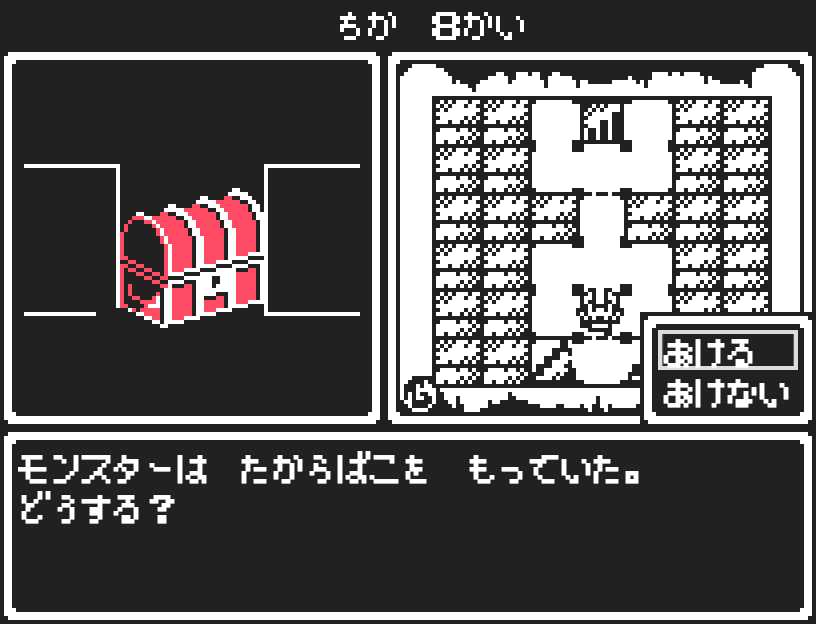 ちか 8かい
あける
あけない
モンスターは たからばこを もっていた。
どうする?